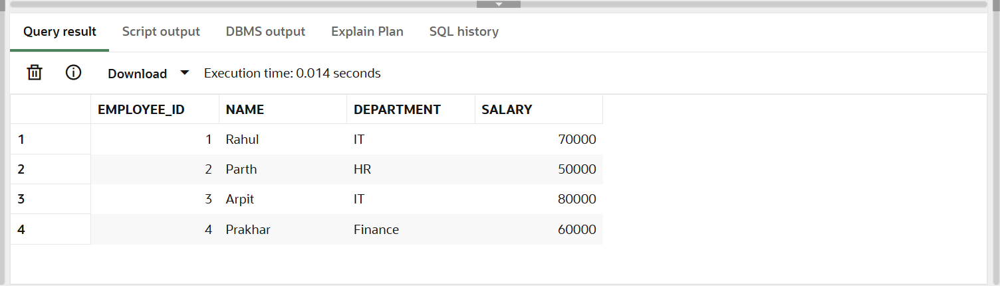 Query result Script output DBMS output Explain Plan SQL history
Download Execution time: 0.014 seconds
EMPLOYEE_ID NAME DEPARTMENT SALARY
1 1 Rahul IT 70000
2 2 Parth HR 50000
3 3 Arpit IT 80000
4 4 Prakhar Finance 60000